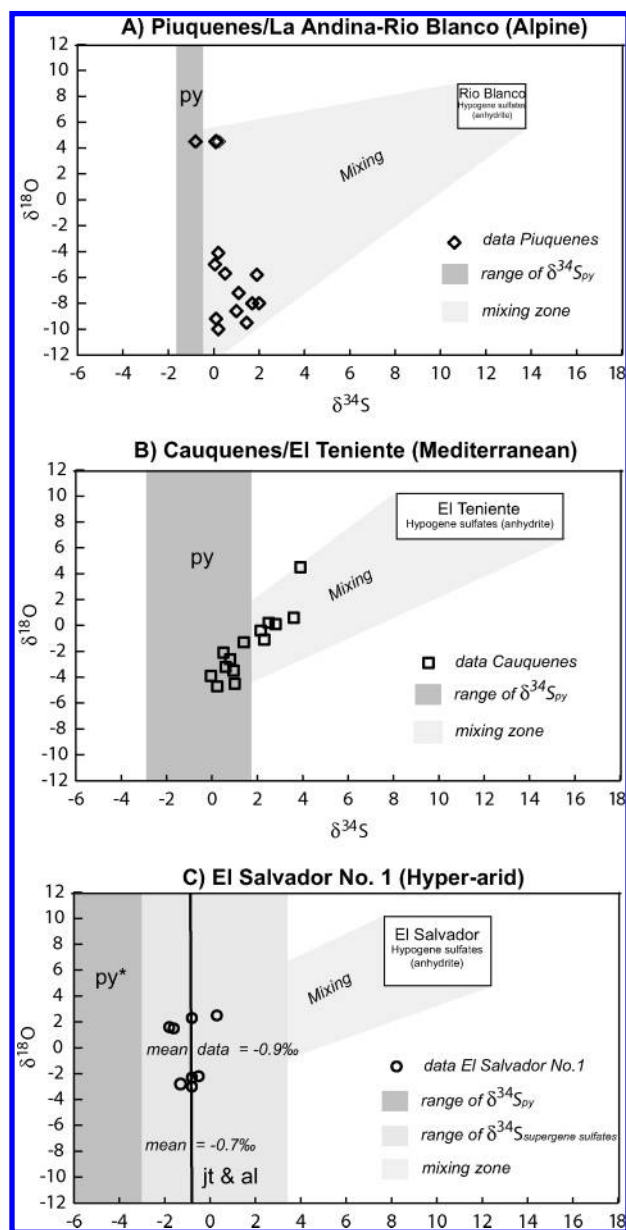 A) Piuquenes/La Andina-Rio Blanco (Alpine)
12
10
8
6
4
2
0
-2
-4
-6
-8
-10
-12
δ18O
py
Rio Blanco
Hypogene sulfates
(anhydrite)
Mixing
data Piuquenes
range of δ34Spy
mixing zone
-6 -4 -2 0 2 4 6 8 10 12 14 16 18
δ34S
B) Cauquenes/El Teniente (Mediterranean)
12
10
8
6
4
2
0
-2
-4
-6
-8
-10
-12
δ18O
py
El Teniente
Hypogene sulfates (anhydrite)
Mixing
data Cauquenes
range of δ34Spy
mixing zone
-6 -4 -2 0 2 4 6 8 10 12 14 16 18
δ34S
C) El Salvador No. 1 (Hyper-arid)
12
10
8
6
4
2
0
-2
-4
-6
-8
-10
-12
δ18O
py*
El Salvador
Hypogene sulfates
(anhydrite)
Mixing
mean data = -0.9‰
data El Salvador No.1
range of δ34Spy
range of δ34Ssupergene sulfates
mixing zone
mean = -0.7‰
jt & al
-6 -4 -2 0 2 4 6 8 10 12 14 16 18